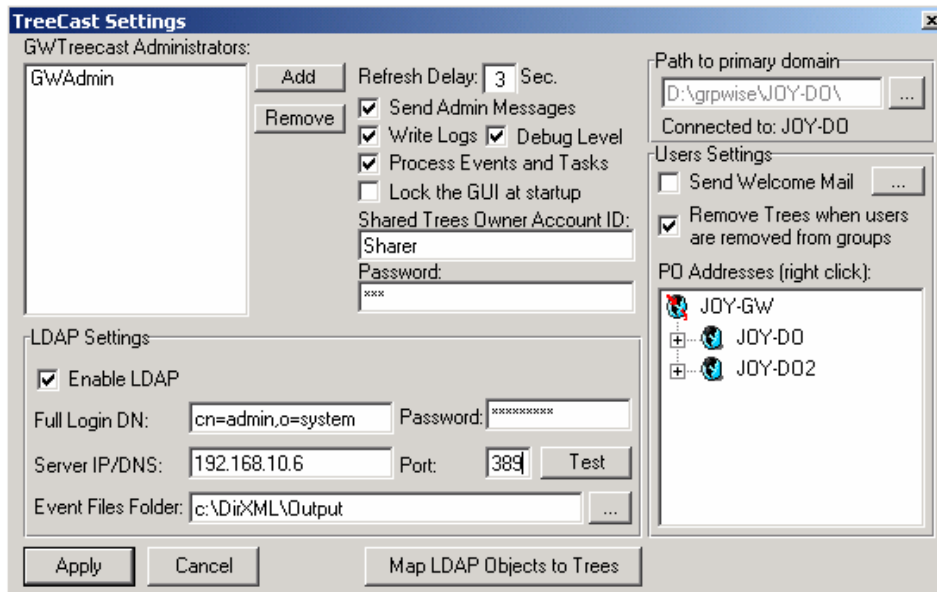 TreeCast Settings
GWTreecast Administrators:
GWAdmin
Add
Remove
Refresh Delay: 3 Sec.
Send Admin Messages
Write Logs Debug Level
Process Events and Tasks
Lock the GUI at startup
Shared Trees Owner Account ID:
Sharer
Password:
***
Path to primary domain
D:\grpwise\JOY-DO\ ...
Connected to: JOY-DO
Users Settings
Send Welcome Mail ...
Remove Trees when users
are removed from groups
PO Addresses (right click):
JOY-GW
JOY-DO
JOY-DO2
LDAP Settings
Enable LDAP
Full Login DN: cn=admin,o=system Password: *********
Server IP/DNS: 192.168.10.6 Port: 389 Test
Event Files Folder: c:\DirXML\Output ...
Apply Cancel Map LDAP Objects to Trees